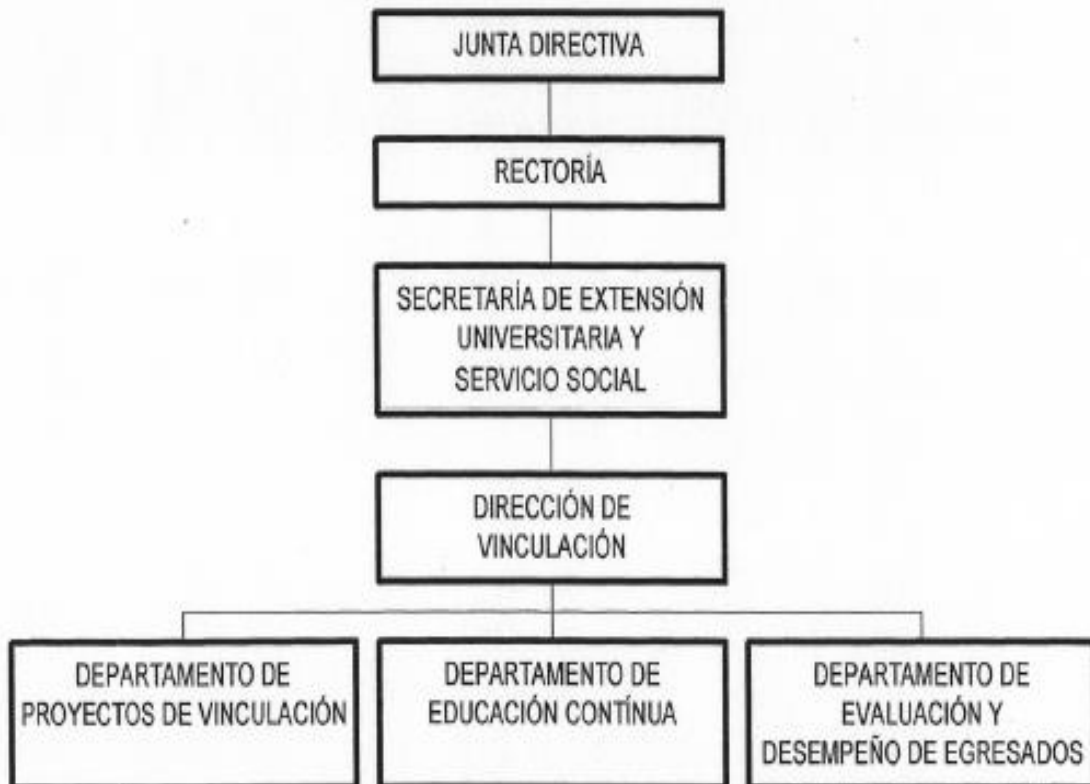 JUNTA DIRECTIVA
RECTORÍA
SECRETARÍA DE EXTENSIÓN
UNIVERSITARIA Y
SERVICIO SOCIAL
DIRECCIÓN DE
VINCULACIÓN
DEPARTAMENTO DE
PROYECTOS DE VINCULACIÓN
DEPARTAMENTO DE
EDUCACIÓN CONTÍNUA
DEPARTAMENTO DE
EVALUACIÓN Y
DESEMPEÑO DE EGRESADOS